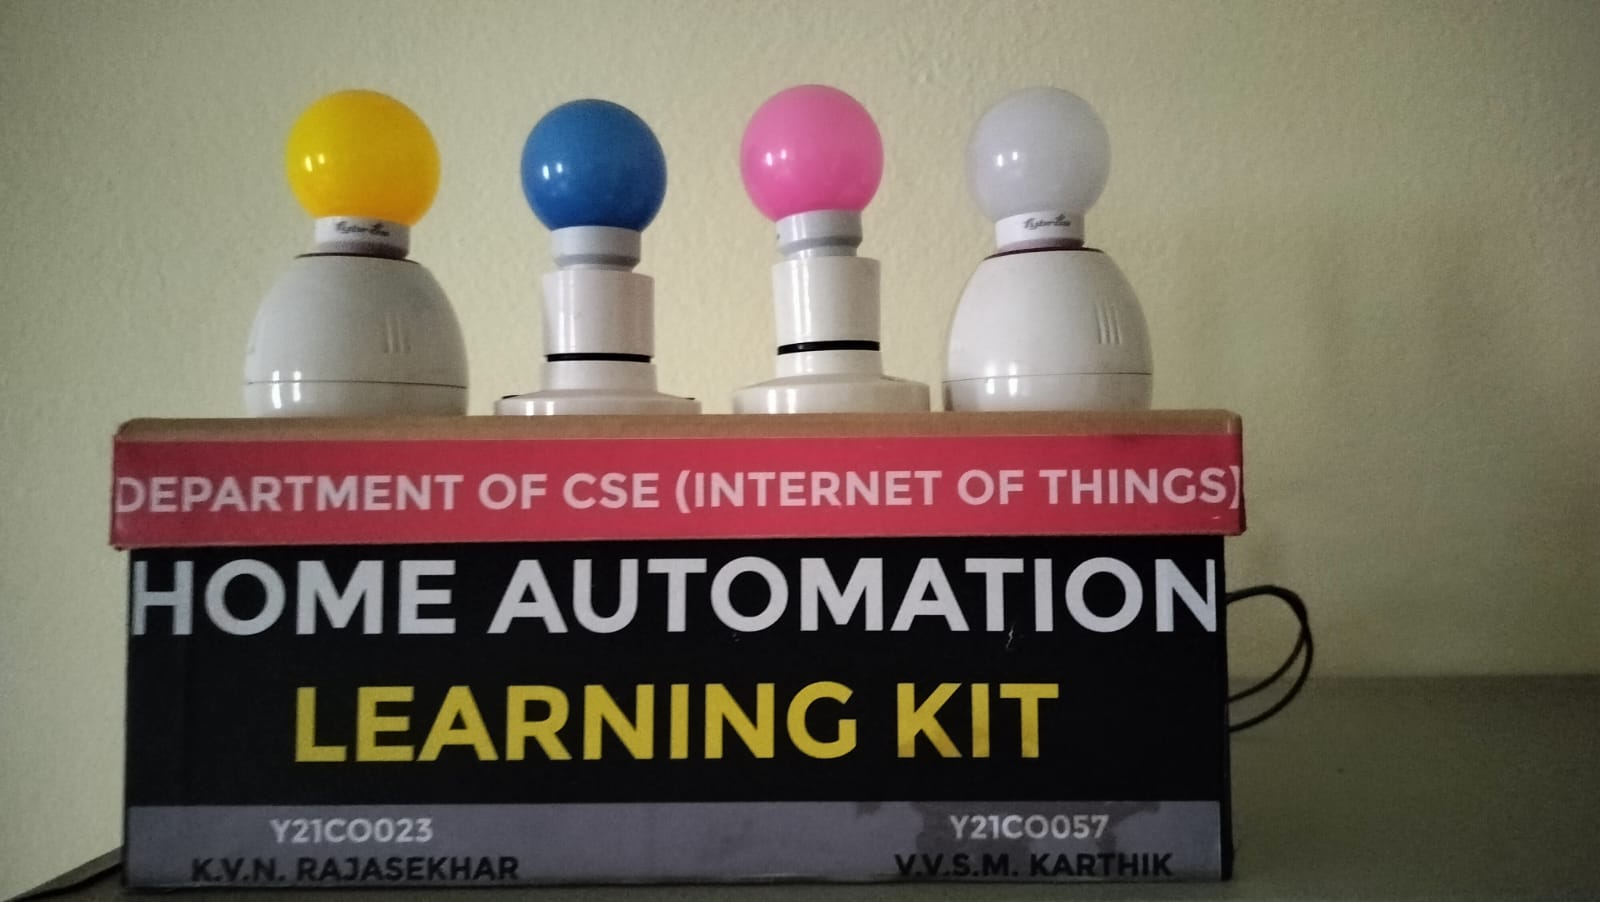 DEPARTMENT OF CSE (INTERNET OF THINGS)
HOME AUTOMATION
LEARNING KIT
Y21CO023 Y21CO057
K.V.N. RAJASEKHAR V.V.S.M. KARTHIK